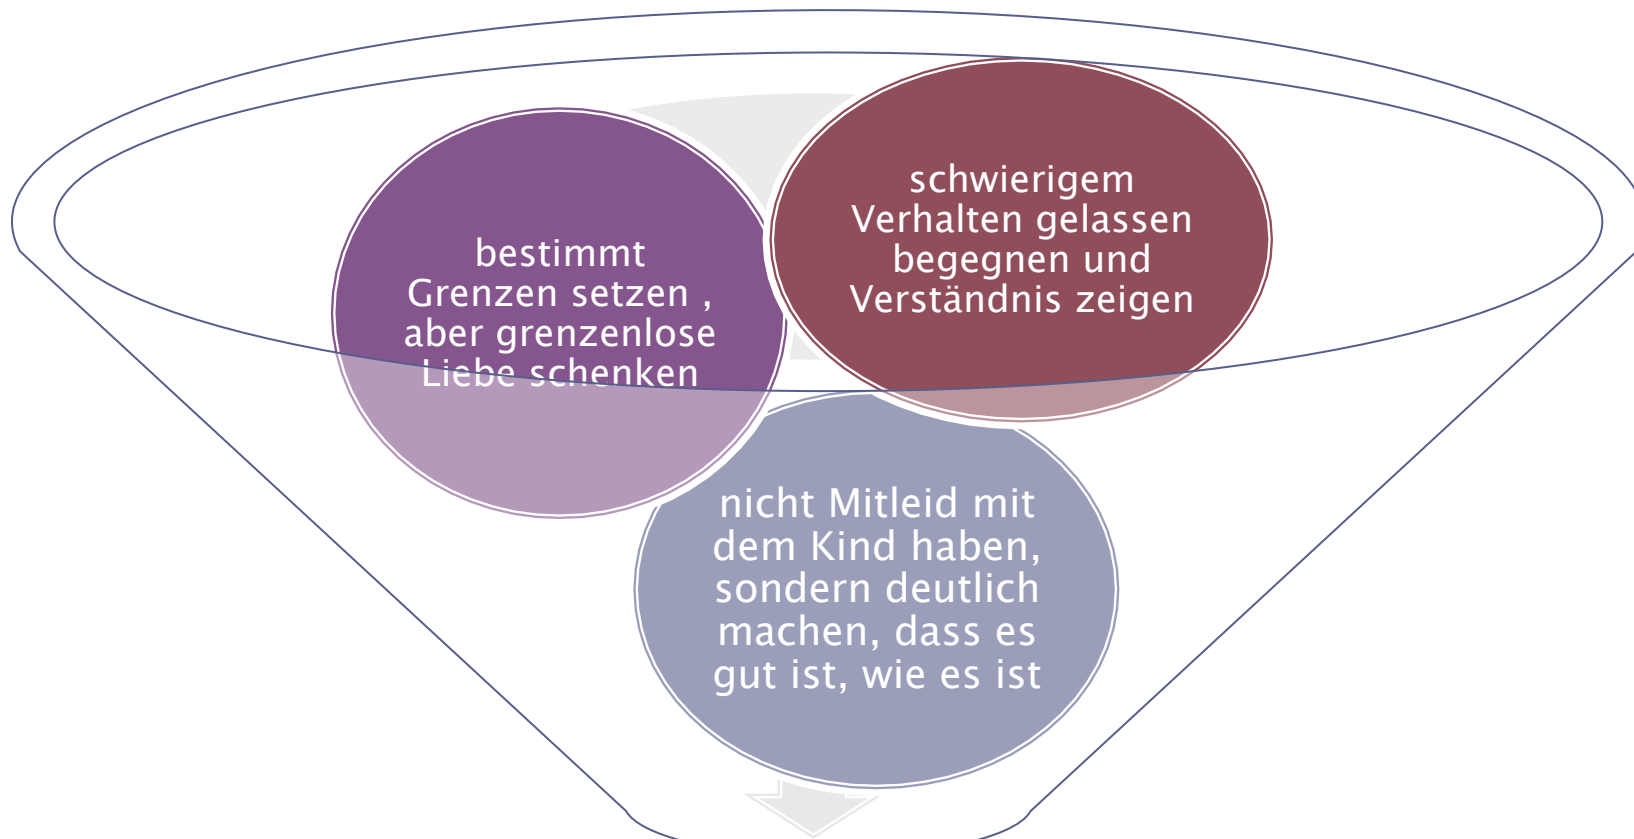 bestimmt
Grenzen setzen ,
aber grenzenlose
Liebe schenken
schwierigem
Verhalten gelassen
begegnen und
Verständnis zeigen
nicht Mitleid mit
dem Kind haben,
sondern deutlich
machen, dass es
gut ist, wie es ist